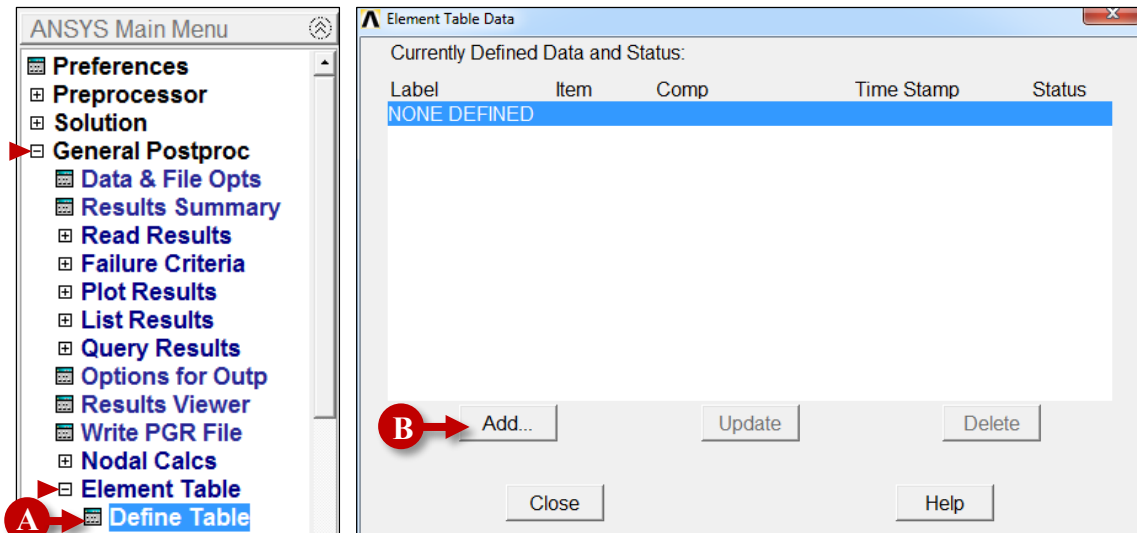 ANSYS Main Menu
Preferences
Preprocessor
Solution
General Postproc
Data & File Opts
Results Summary
Read Results
Failure Criteria
Plot Results
List Results
Query Results
Options for Outp
Results Viewer
Write PGR File
Nodal Calcs
Element Table
A Define Table
Element Table Data
Currently Defined Data and Status:
Label Item Comp Time Stamp Status
NONE DEFINED
B Add... Update Delete
Close Help